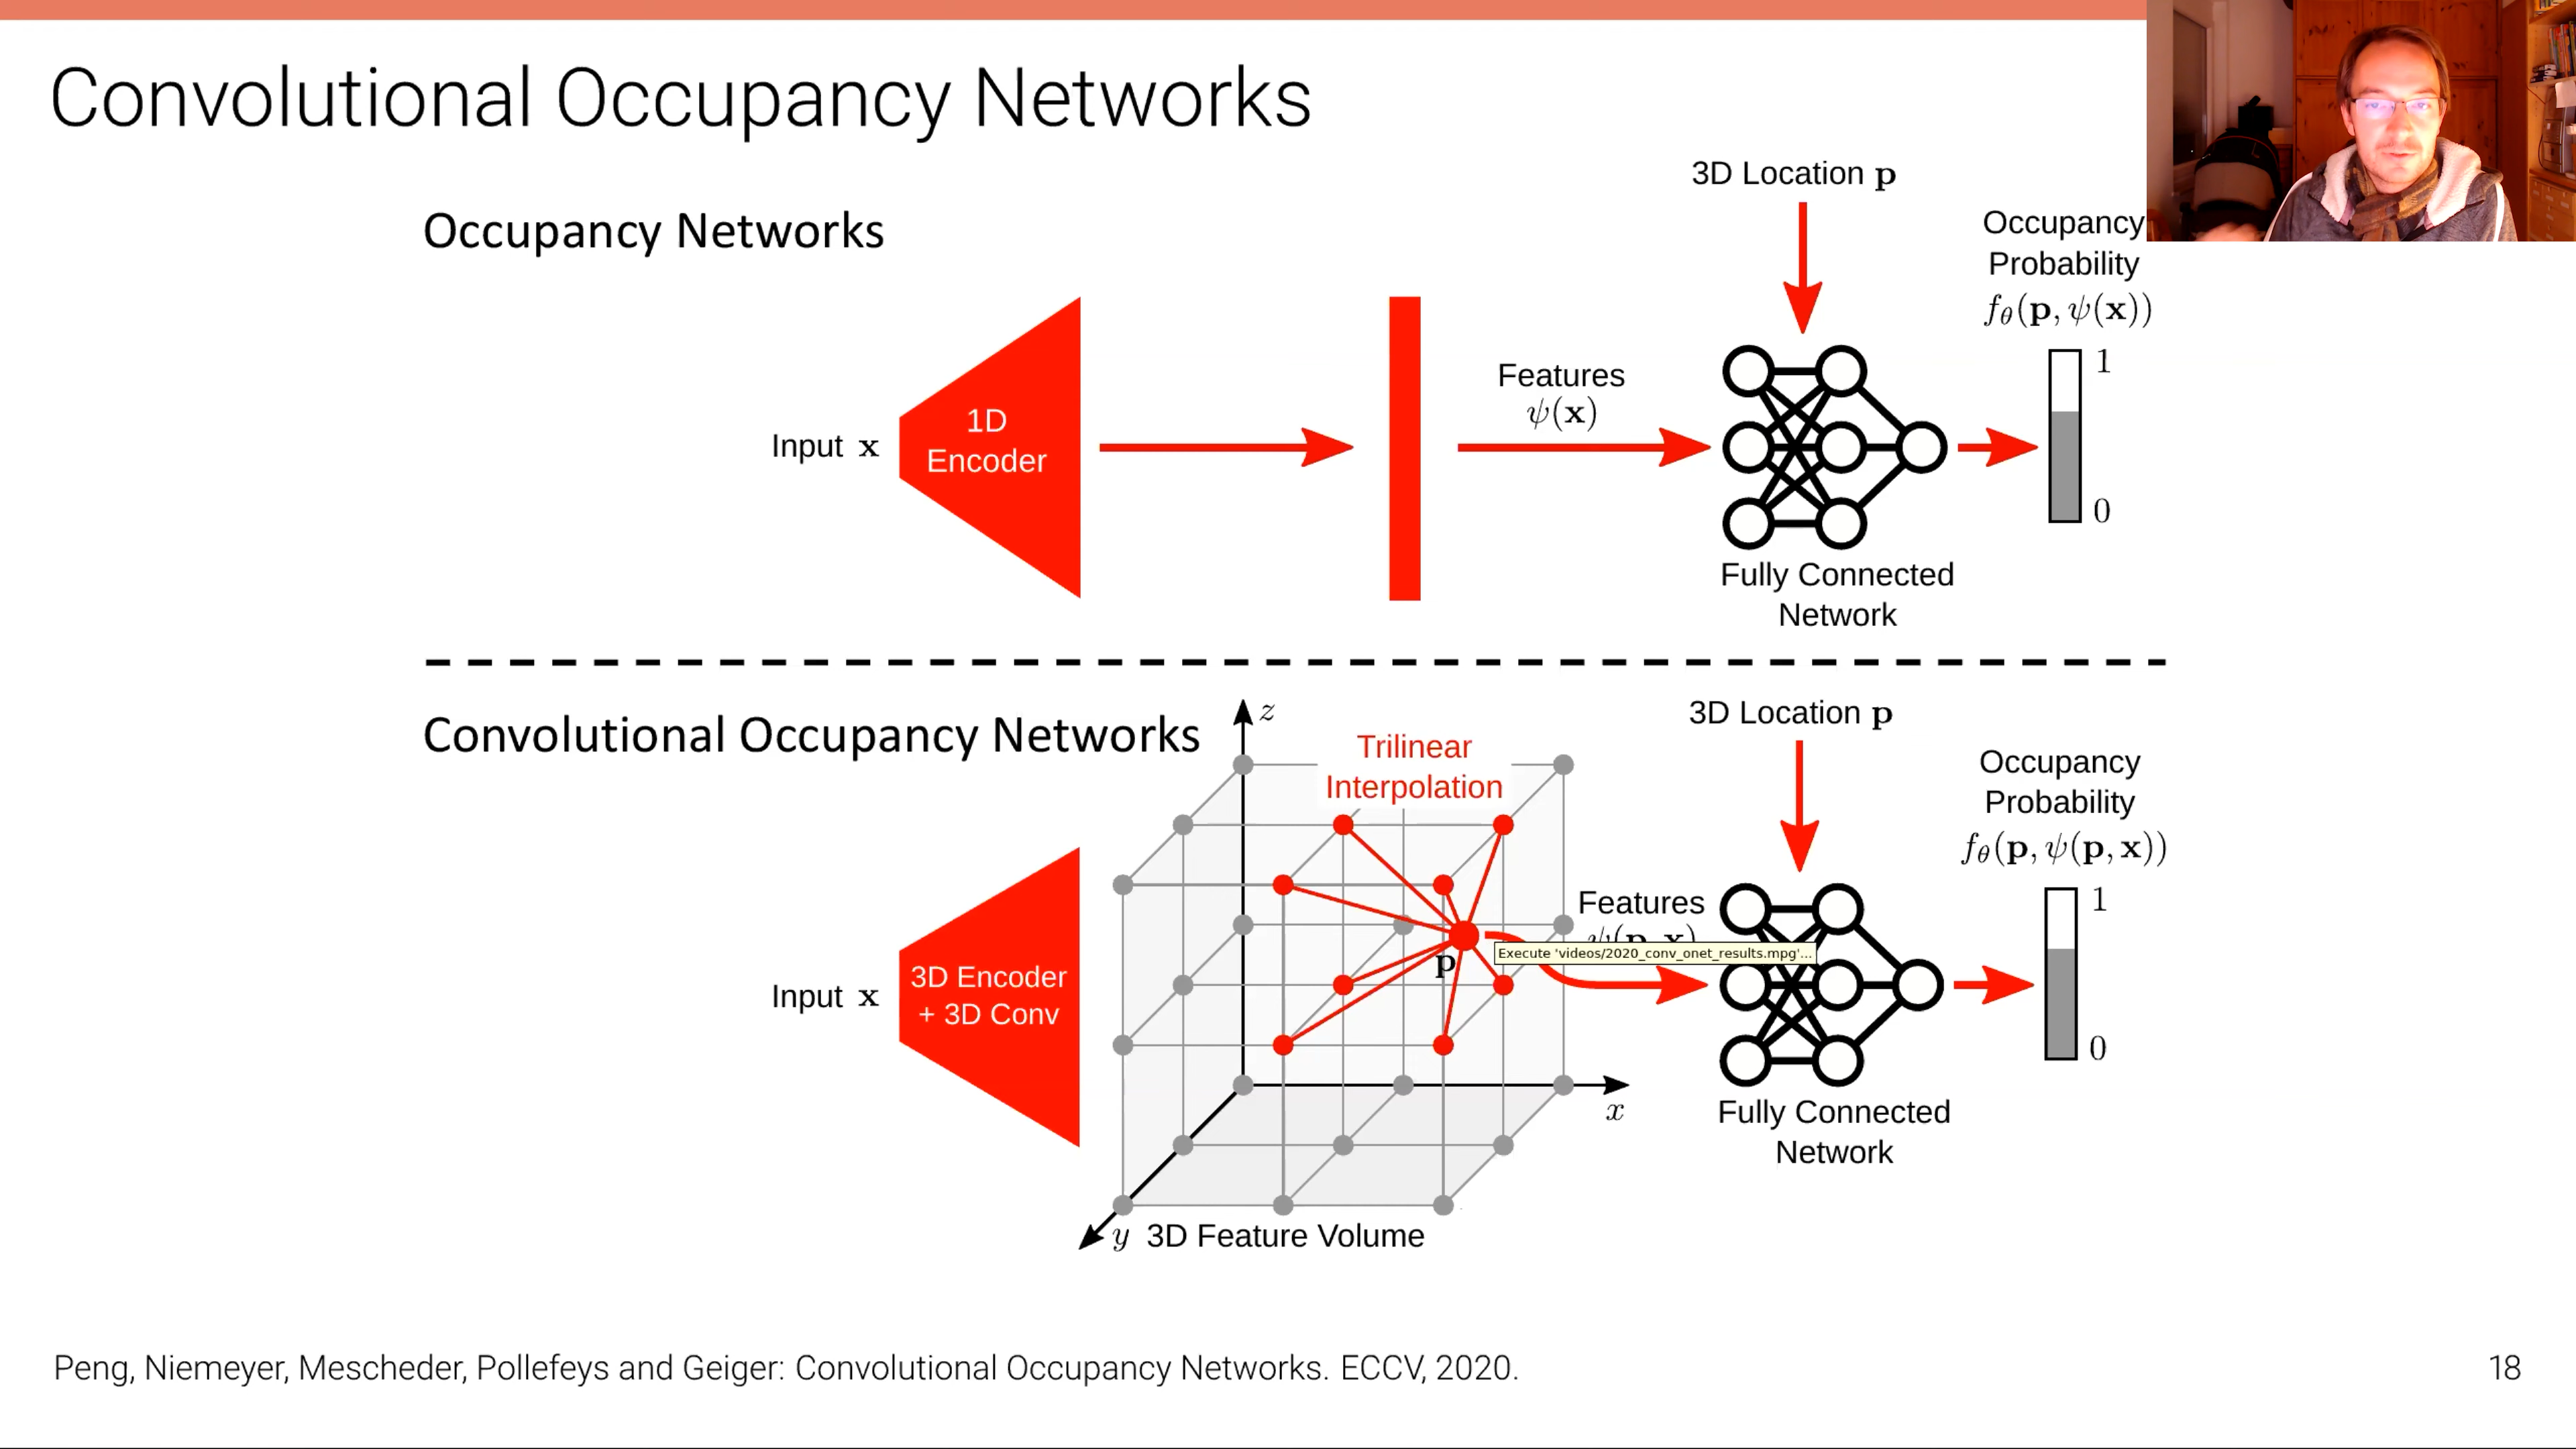 Convolutional Occupancy Networks
Occupancy Networks
3D Location p
Occupancy
Probability
fθ(p, ψ(x))
1
0
Input x
1D
Encoder
Features
ψ(x)
Fully Connected
Network
Convolutional Occupancy Networks
z
Trilinear
Interpolation
3D Location p
Occupancy
Probability
fθ(p, ψ(p, x))
1
0
Input x
3D Encoder
+ 3D Conv
Features
ψ(p, x)
p
Execute 'videos/2020_conv_onet_results.mpg'...
x
Fully Connected
Network
y 3D Feature Volume
Peng, Niemeyer, Mescheder, Pollefeys and Geiger: Convolutional Occupancy Networks. ECCV, 2020.
18